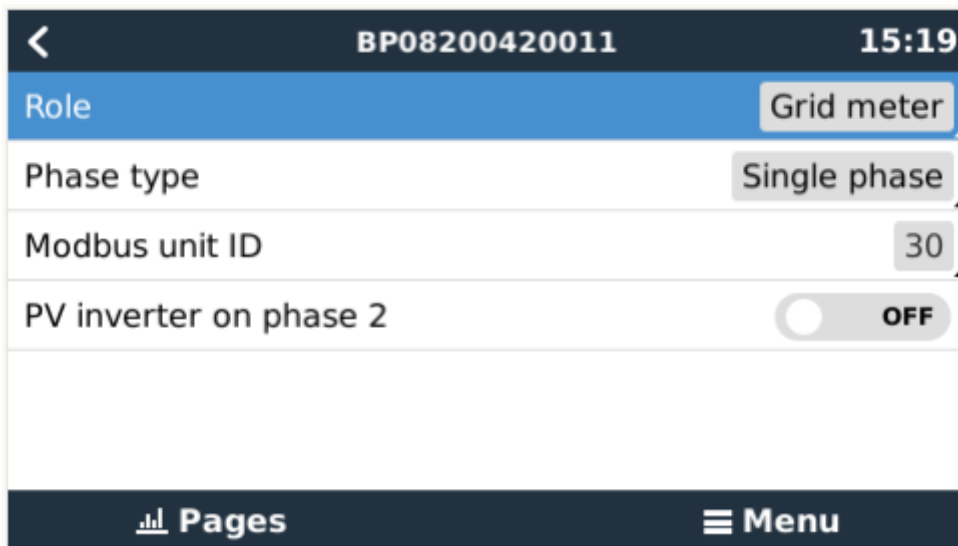 BP08200420011 15:19
Role Grid meter
Phase type Single phase
Modbus unit ID 30
PV inverter on phase 2 OFF
Pages Menu